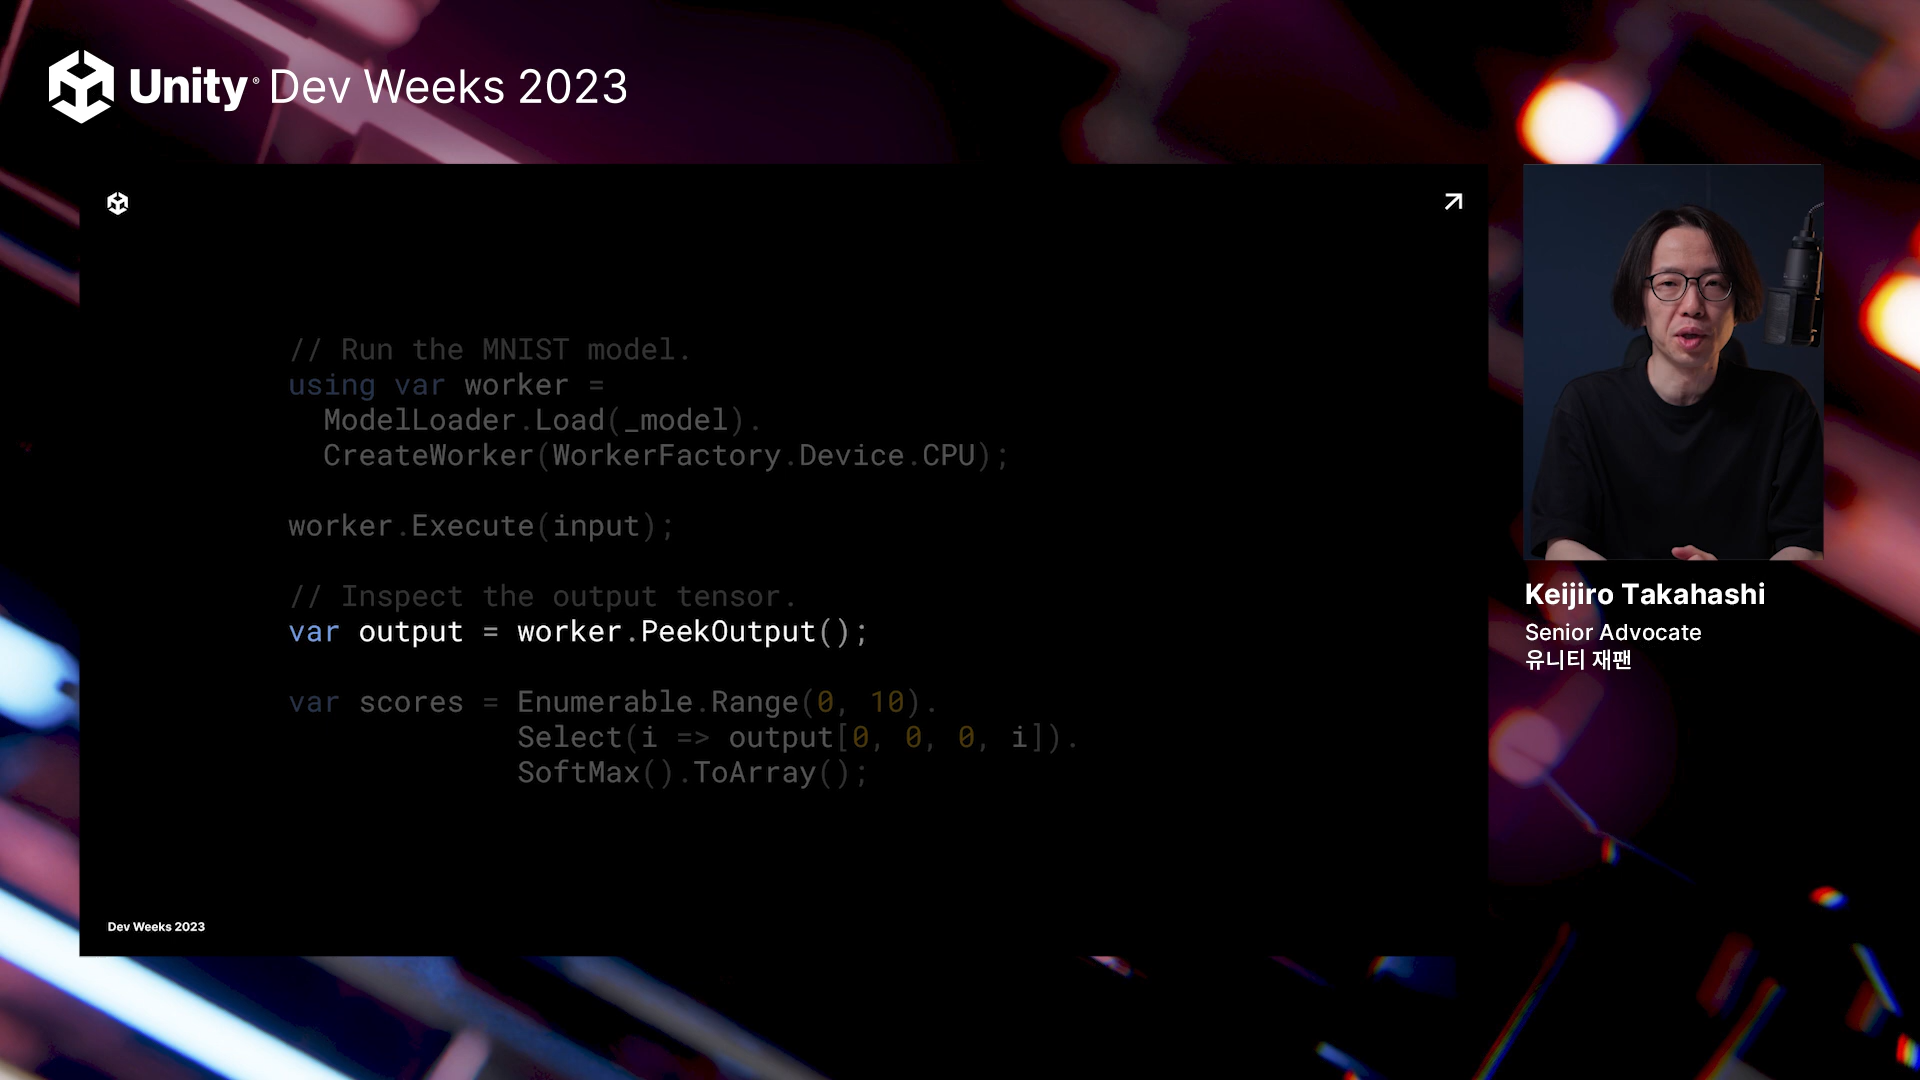 Unity® Dev Weeks 2023
// Run the MNIST model.
using var worker =
ModelLoader.Load(_model).
CreateWorker(WorkerFactory.Device.CPU);
worker.Execute(input);
// Inspect the output tensor.
var output = worker.PeekOutput();
var scores = Enumerable.Range(0, 10).
Select(i => output[0, 0, 0, i]).
SoftMax().ToArray();
Dev Weeks 2023
Keijiro Takahashi
Senior Advocate
유니티 재팬